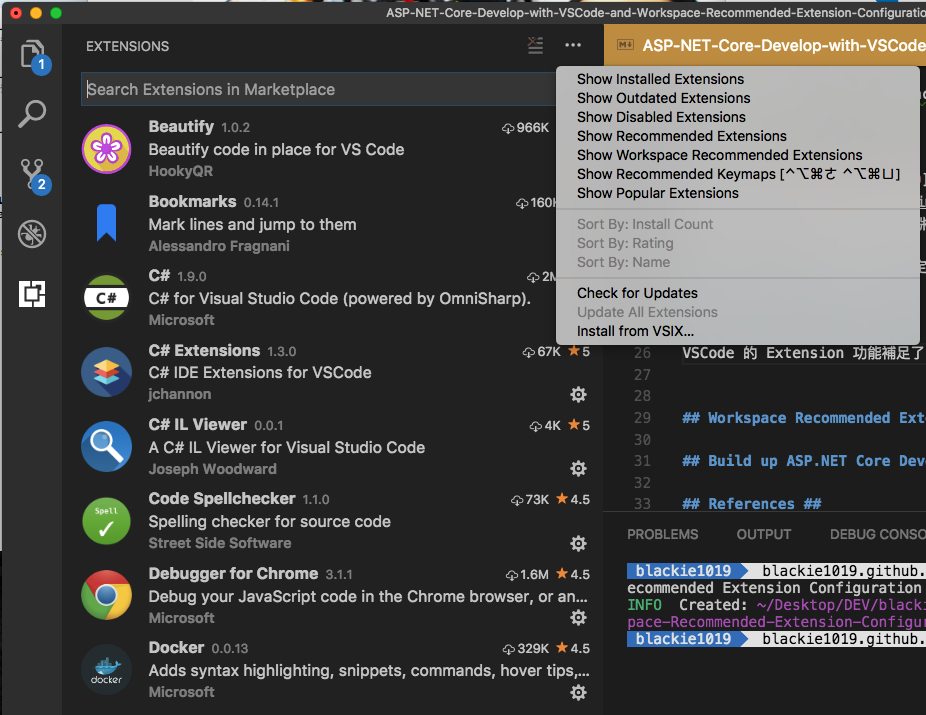 ASP-NET-Core-Develop-with-VSCode-and-Workspace-Recommended-Extension-Configuratio
1
2
EXTENSIONS
Search Extensions in Marketplace
Beautify 1.0.2 966K
Beautify code in place for VS Code
HookyQR
Bookmarks 0.14.1 160K
Mark lines and jump to them
Alessandro Fragnani
C# 1.9.0 2M
C#
C# for Visual Studio Code (powered by OmniSharp).
Microsoft
C# Extensions 1.3.0 67K 5
C# IDE Extensions for VSCode
jchannon
C# IL Viewer 0.0.1 4K 5
A C# IL Viewer for Visual Studio Code
Joseph Woodward
Code Spellchecker 1.1.0 73K 4.5
Spell
Spelling checker for source code
Street Side Software
Debugger for Chrome 3.1.1 1.6M 4.5
Debug your JavaScript code in the Chrome browser, or an...
Microsoft
Docker 0.0.13 329K 4.5
docker
Adds syntax highlighting, snippets, commands, hover tips,...
Microsoft
ASP-NET-Core-Develop-with-VSCode
Show Installed Extensions
Show Outdated Extensions
Show Disabled Extensions
Show Recommended Extensions
Show Workspace Recommended Extensions
Show Recommended Keymaps [^⌥⌘ㄜ ^⌥⌘ㄩ]
Show Popular Extensions
Sort By: Install Count
Sort By: Rating
Sort By: Name
Check for Updates
Update All Extensions
Install from VSIX...
26 VSCode 的 Extension 功能補足了
27
28
29 ## Workspace Recommended Exte
30
31 ## Build up ASP.NET Core Deve
32
33 ## References ##
PROBLEMS OUTPUT DEBUG CONSO
blackie1019 blackie1019.github.
ecommended Extension Configuration
INFO Created: ~/Desktop/DEV/blacki
pace-Recommended-Extension-Configur
blackie1019 blackie1019.github.